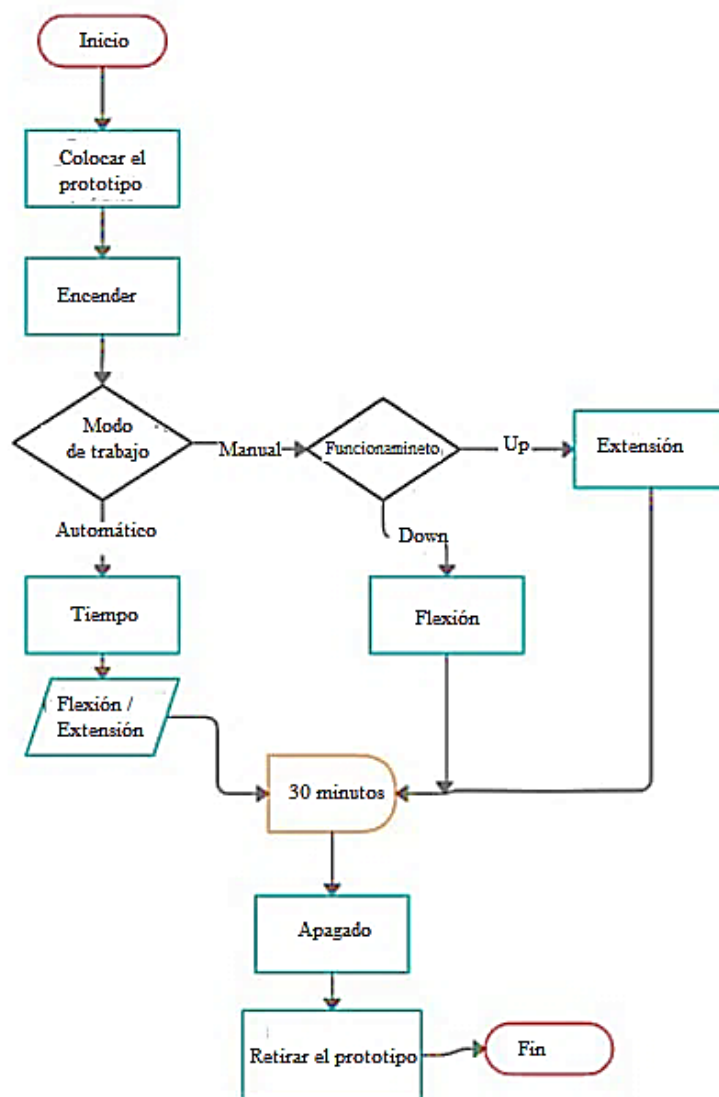 Inicio
Colocar el
prototipo
Encender
Modo
de trabajo
Manual
Funcionamineto
Up
Extensión
Automático
Down
Tiempo
Flexión
Flexión /
Extensión
30 minutos
Apagado
Retirar el prototipo
Fin